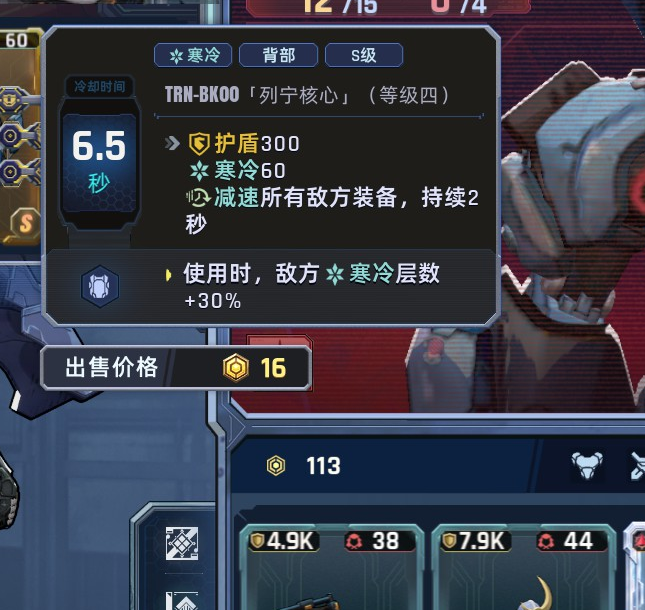 12 /15
0 /4
60
寒冷
背部
S级
冷却时间
TRN-BK00「列宁核心」（等级四）
6.5
秒
护盾300
寒冷60
减速所有敌方装备，持续2
秒
S
使用时，敌方寒冷层数
+30%
出售价格
16
113
4.9K
38
7.9K
44